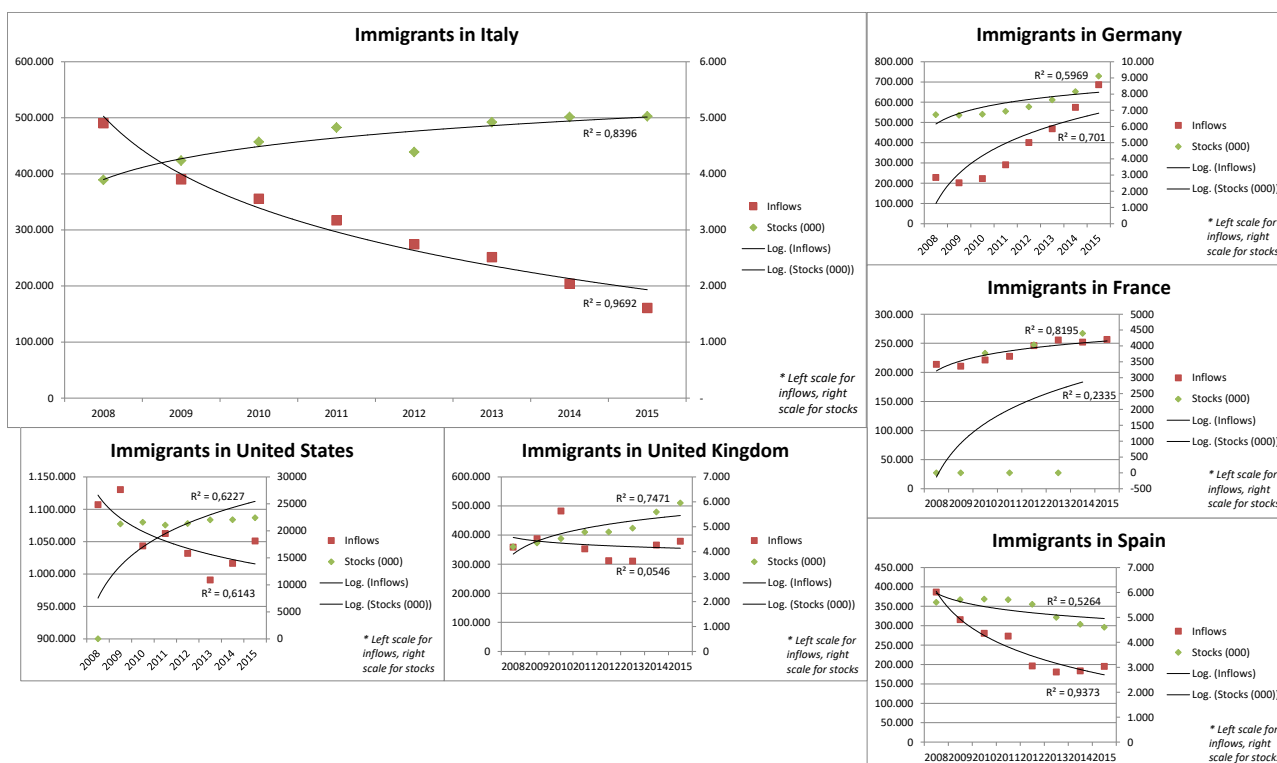 Immigrants in Italy
600.000
500.000
400.000
300.000
200.000
100.000
0
6.000
5.000
4.000
3.000
2.000
1.000
-
2008 2009 2010 2011 2012 2013 2014 2015
R² = 0,8396
R² = 0,9692
Inflows
Stocks (000)
Log. (Inflows)
Log. (Stocks (000))
* Left scale for
inflows, right
scale for stocks
Immigrants in Germany
800.000
700.000
600.000
500.000
400.000
300.000
200.000
100.000
0
10.000
9.000
8.000
7.000
6.000
5.000
4.000
3.000
2.000
1.000
0
2008 2009 2010 2011 2012 2013 2014 2015
R² = 0,5969
R² = 0,701
Inflows
Stocks (000)
Log. (Inflows)
Log. (Stocks (000))
* Left scale for
inflows, right
scale for stocks
Immigrants in France
300.000
250.000
200.000
150.000
100.000
50.000
0
5000
4500
4000
3500
3000
2500
2000
1500
1000
500
0
-500
2008 2009 2010 2011 2012 2013 2014 2015
R² = 0,8195
R² = 0,2335
Inflows
Stocks (000)
Log. (Inflows)
Log. (Stocks (000))
* Left scale for
inflows, right
scale for stocks
Immigrants in United States
1.150.000
1.100.000
1.050.000
1.000.000
950.000
900.000
30000
25000
20000
15000
10000
5000
0
2008 2009 2010 2011 2012 2013 2014 2015
R² = 0,6227
R² = 0,6143
Inflows
Stocks (000)
Log. (Inflows)
Log. (Stocks (000))
* Left scale for
inflows, right
scale for stocks
Immigrants in United Kingdom
600.000
500.000
400.000
300.000
200.000
100.000
0
7.000
6.000
5.000
4.000
3.000
2.000
1.000
0
2008 2009 2010 2011 2012 2013 2014 2015
R² = 0,7471
R² = 0,0546
Inflows
Stocks (000)
Log. (Inflows)
Log. (Stocks (000))
* Left scale for
inflows, right
scale for stocks
Immigrants in Spain
450.000
400.000
350.000
300.000
250.000
200.000
150.000
100.000
50.000
0
7.000
6.000
5.000
4.000
3.000
2.000
1.000
0
2008 2009 2010 2011 2012 2013 2014 2015
R² = 0,5264
R² = 0,9373
Inflows
Stocks (000)
Log. (Inflows)
Log. (Stocks (000))
* Left scale for
inflows, right
scale for stocks